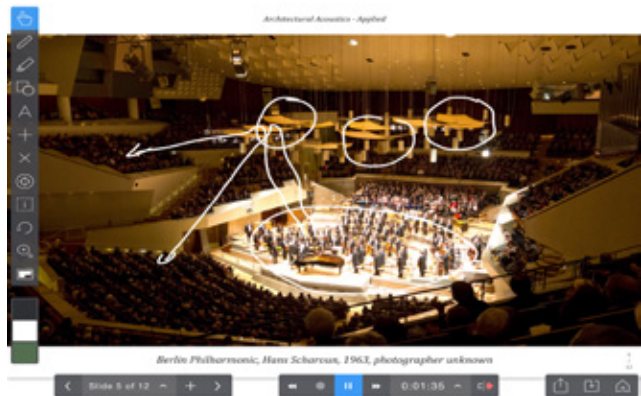 Architectural Acoustics - Applied
A
Berlin Philharmonic, Hans Scharoun, 1963, photographer unknown
Slide 5 of 12
0:01:35